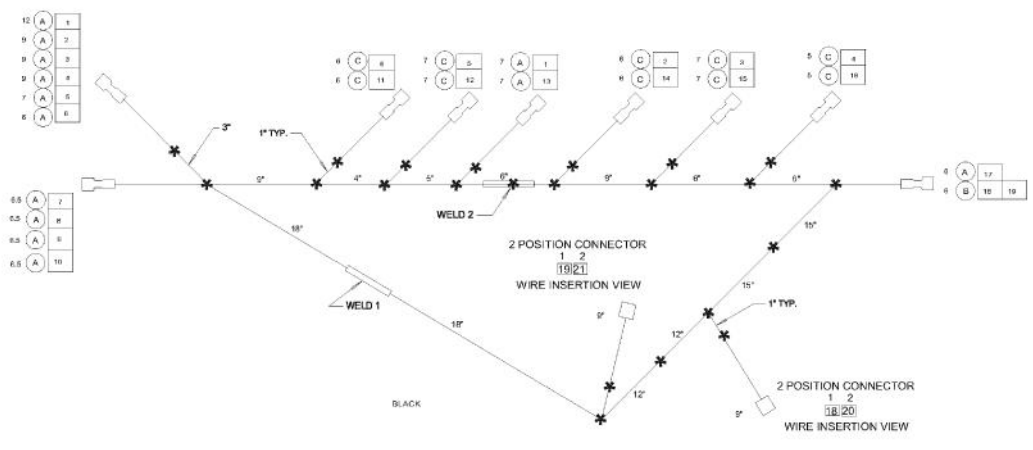 12 A 1
9 A 2
9 A 3
9 A 4
7 A 5
6 A 6
6 C 6
6 C 11
7 C 5
7 C 12
7 A 1
7 A 13
6 C 2
6 C 14
7 C 3
7 C 15
5 C 4
5 C 16
3"
1" TYP.
9" 4" 5" 6" 9" 6" 6"
6 A 17
6 B 18 19
6.5 A 7
6.5 A 8
6.5 A 9
6.5 A 10
WELD 2
18"
15"
2 POSITION CONNECTOR
1 2
19 21
WIRE INSERTION VIEW
15"
WELD 1
1" TYP.
9"
18"
12"
12"
2 POSITION CONNECTOR
1 2
18 20
WIRE INSERTION VIEW
BLACK
9"